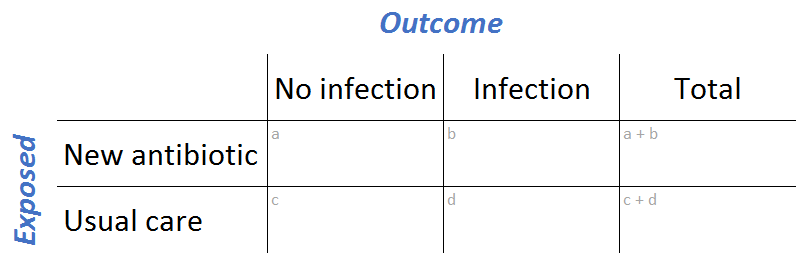 Outcome
No infection Infection Total
Exposed
New antibiotic a b a + b
Usual care c d c + d